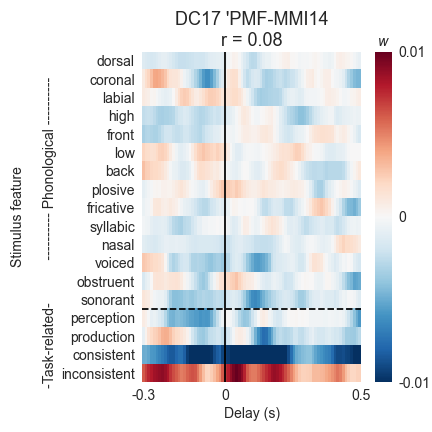 DC17 'PMF-MMI14
r = 0.08
w
dorsal
coronal
labial
high
front
low
back
plosive
fricative
syllabic
nasal
voiced
obstruent
sonorant
perception
production
consistent
inconsistent
Stimulus feature
---------- Phonological ----------
-Task-related-
0.01
0
-0.01
-0.3
0
0.5
Delay (s)